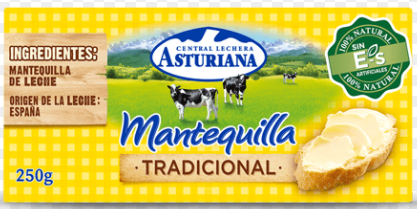 INGREDIENTES:
MANTEQUILLA
DE LECHE
ORIGEN DE LA LECHE:
ESPAÑA
250g
CENTRAL LECHERA
ASTURIANA
Mantequilla
· TRADICIONAL ·
100% NATURAL
SIN
E-s
ARTIFICIALES
100% NATURAL